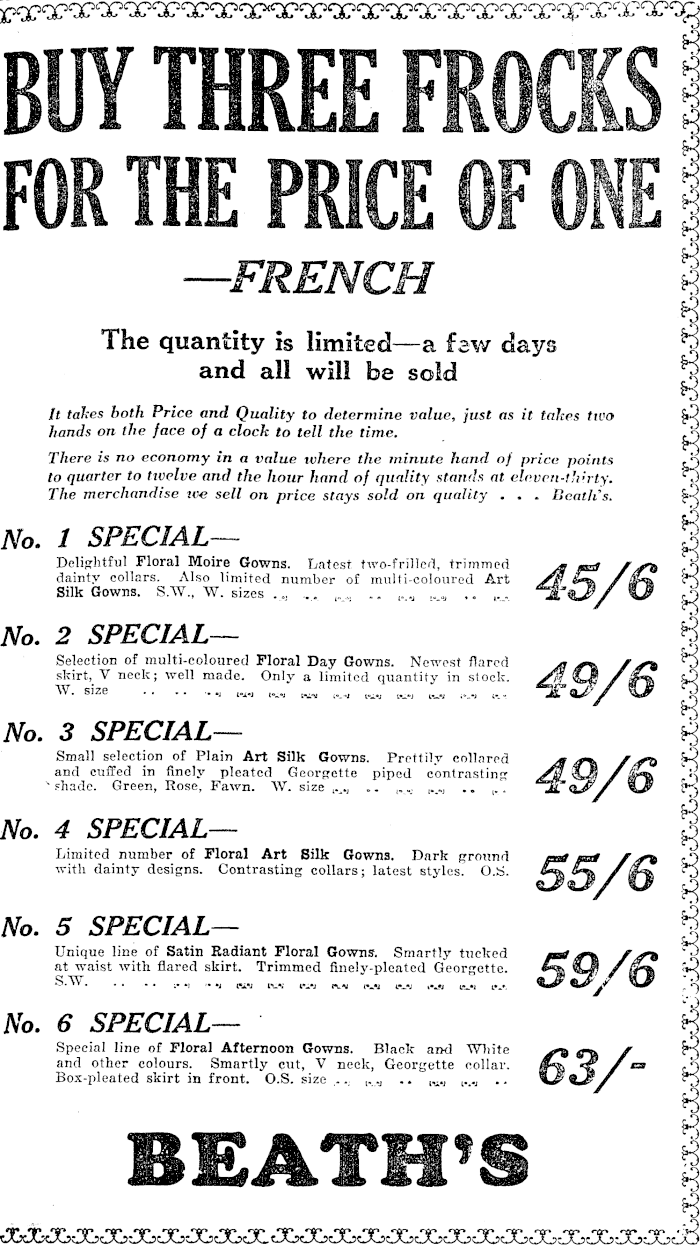 BUY THREE FROCKS
FOR THE PRICE OF ONE
—FRENCH
The quantity is limited—a few days
and all will be sold
It takes both Price and Quality to determine value, just as it takes two
hands on the face of a clock to tell the time.
There is no economy in a value where the minute hand of price points
to quarter to twelve and the hour hand of quality stands at eleven-thirty.
The merchandise we sell on price stays sold on quality . . . Beath's.
No. 1 SPECIAL—
Delightful Floral Moire Gowns. Latest two-frilled, trimmed
dainty collars. Also limited number of multi-coloured Art
Silk Gowns. S.W., W. sizes
45/6
No. 2 SPECIAL—
Selection of multi-coloured Floral Day Gowns. Newest flared
skirt, V neck; well made. Only a limited quantity in stock.
W. size
49/6
No. 3 SPECIAL—
Small selection of Plain Art Silk Gowns. Prettily collared
and cuffed in finely pleated Georgette piped contrasting
shade. Green, Rose, Fawn. W. size
49/6
No. 4 SPECIAL—
Limited number of Floral Art Silk Gowns. Dark ground
with dainty designs. Contrasting collars; latest styles. O.S.
55/6
No. 5 SPECIAL—
Unique line of Satin Radiant Floral Gowns. Smartly tucked
at waist with flared skirt. Trimmed finely-pleated Georgette.
S.W.
59/6
No. 6 SPECIAL—
Special line of Floral Afternoon Gowns. Black and White
and other colours. Smartly cut, V neck, Georgette collar.
Box-pleated skirt in front. O.S. size
63/-
BEATH'S